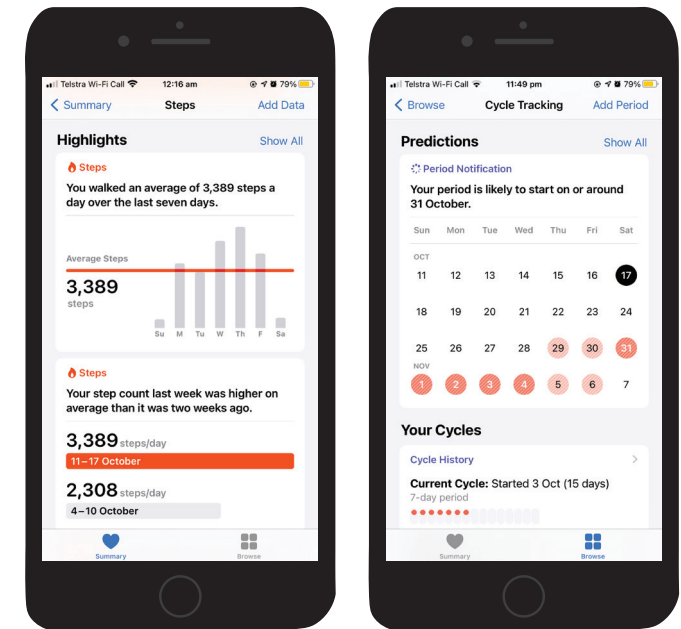 Telstra Wi-Fi Call 12:16 am 79%
Summary Steps Add Data
Highlights Show All
Steps
You walked an average of 3,389 steps a
day over the last seven days.
Average Steps
3,389
steps
Su M Tu W Th F Sa
Steps
Your step count last week was higher on
average than it was two weeks ago.
3,389 steps/day
11–17 October
2,308 steps/day
4–10 October
Summary Browse
Telstra Wi-Fi Call 11:49 pm 79%
Browse Cycle Tracking Add Period
Predictions Show All
Period Notification
Your period is likely to start on or around
31 October.
Sun Mon Tue Wed Thu Fri Sat
OCT
11 12 13 14 15 16 17
18 19 20 21 22 23 24
25 26 27 28 29 30 31
NOV
1 2 3 4 5 6 7
Your Cycles
Cycle History
Current Cycle: Started 3 Oct (15 days)
7-day period
Summary Browse